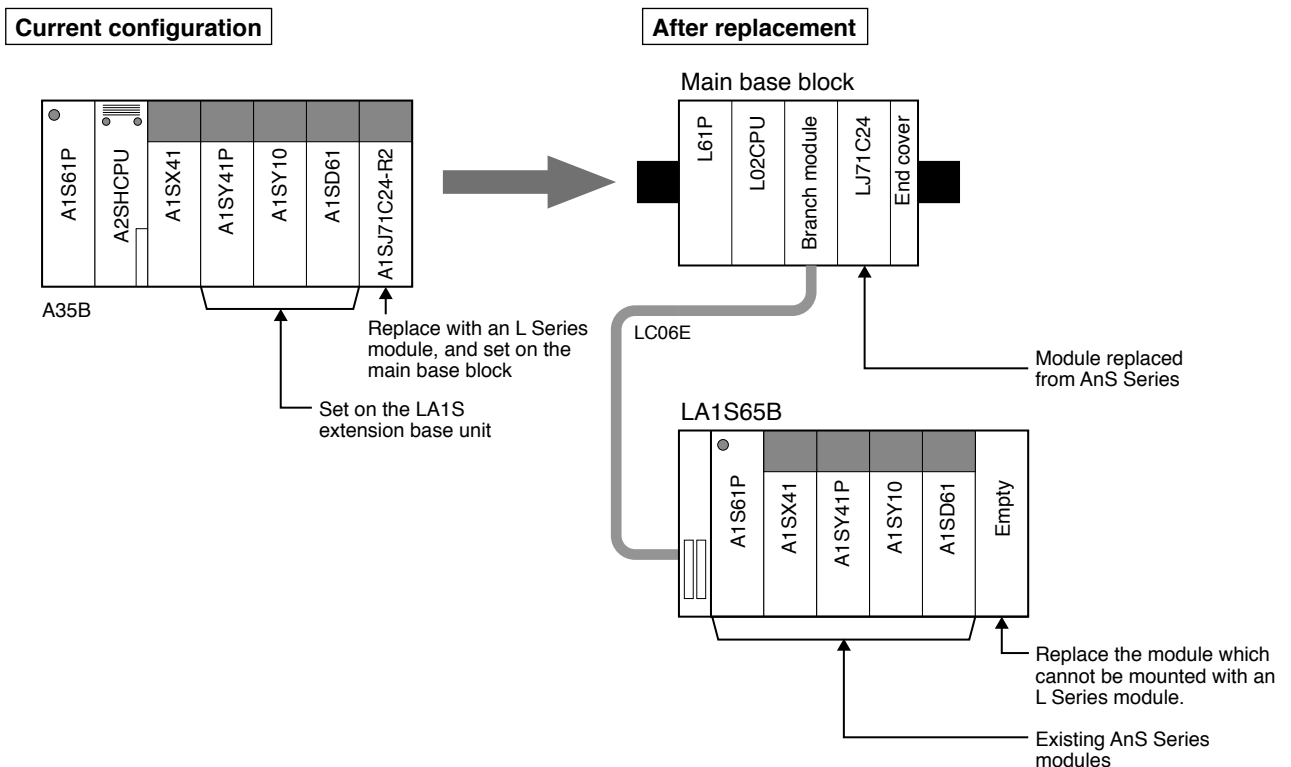 Current configuration
After replacement
A1S61P
A2SHCPU
A1SX41
A1SY41P
A1SY10
A1SD61
A1SJ71C24-R2
A35B
Replace with an L Series
module, and set on the
main base block
Set on the LA1S
extension base unit
Main base block
L61P
L02CPU
Branch module
LJ71C24
End cover
LC06E
Module replaced
from AnS Series
LA1S65B
A1S61P
A1SX41
A1SY41P
A1SY10
A1SD61
Empty
Replace the module which
cannot be mounted with an
L Series module.
Existing AnS Series
modules